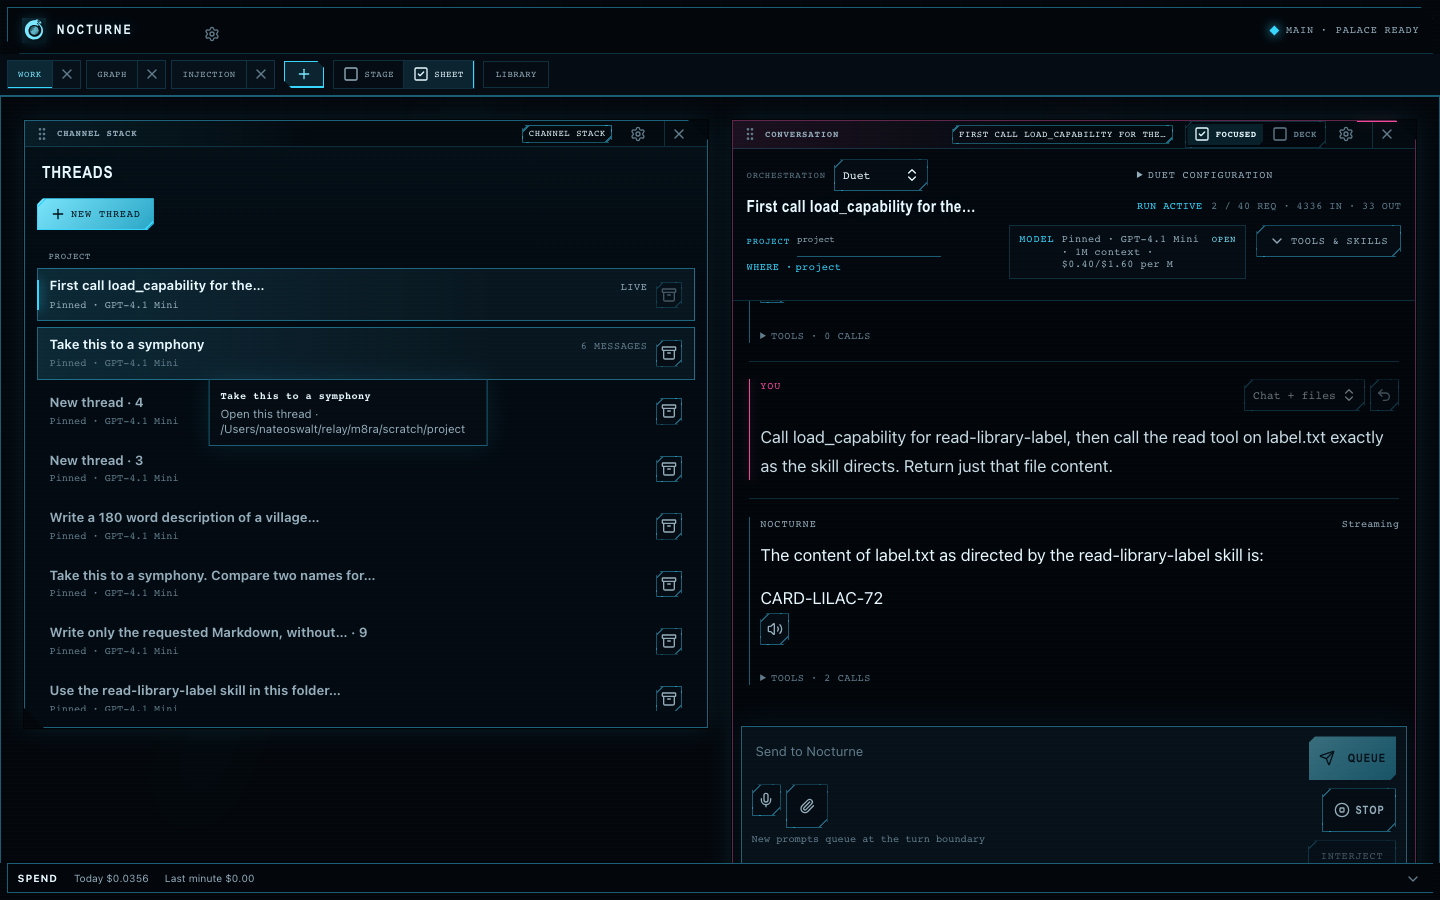 NOCTURNE
MAIN · PALACE READY
WORK
GRAPH
INJECTION
STAGE
SHEET
LIBRARY
CHANNEL STACK
CHANNEL STACK
THREADS
NEW THREAD
PROJECT
First call load_capability for the...
Pinned · GPT-4.1 Mini
LIVE
Take this to a symphony
Pinned · GPT-4.1 Mini
6 MESSAGES
Take this to a symphony
Open this thread ·
/Users/nateoswalt/relay/m8ra/scratch/project
New thread · 4
Pinned · GPT-4.1 Mini
New thread · 3
Pinned · GPT-4.1 Mini
Write a 180 word description of a village...
Pinned · GPT-4.1 Mini
Take this to a symphony. Compare two names for...
Pinned · GPT-4.1 Mini
Write only the requested Markdown, without... · 9
Pinned · GPT-4.1 Mini
Use the read-library-label skill in this folder...
Pinned · GPT-4.1 Mini
CONVERSATION
FIRST CALL LOAD_CAPABILITY FOR THE…
FOCUSED
DECK
ORCHESTRATION
Duet
DUET CONFIGURATION
First call load_capability for the...
RUN ACTIVE 2 / 40 REQ · 4336 IN · 33 OUT
PROJECT project
WHERE · project
MODEL Pinned · GPT-4.1 Mini OPEN
· 1M context ·
$0.40/$1.60 per M
TOOLS & SKILLS
TOOLS · 0 CALLS
YOU
Chat + files
Call load_capability for read-library-label, then call the read tool on label.txt exactly
as the skill directs. Return just that file content.
NOCTURNE
Streaming
The content of label.txt as directed by the read-library-label skill is:
CARD-LILAC-72
TOOLS · 2 CALLS
Send to Nocturne
QUEUE
STOP
New prompts queue at the turn boundary
INTERJECT
SPEND Today $0.0356 Last minute $0.00